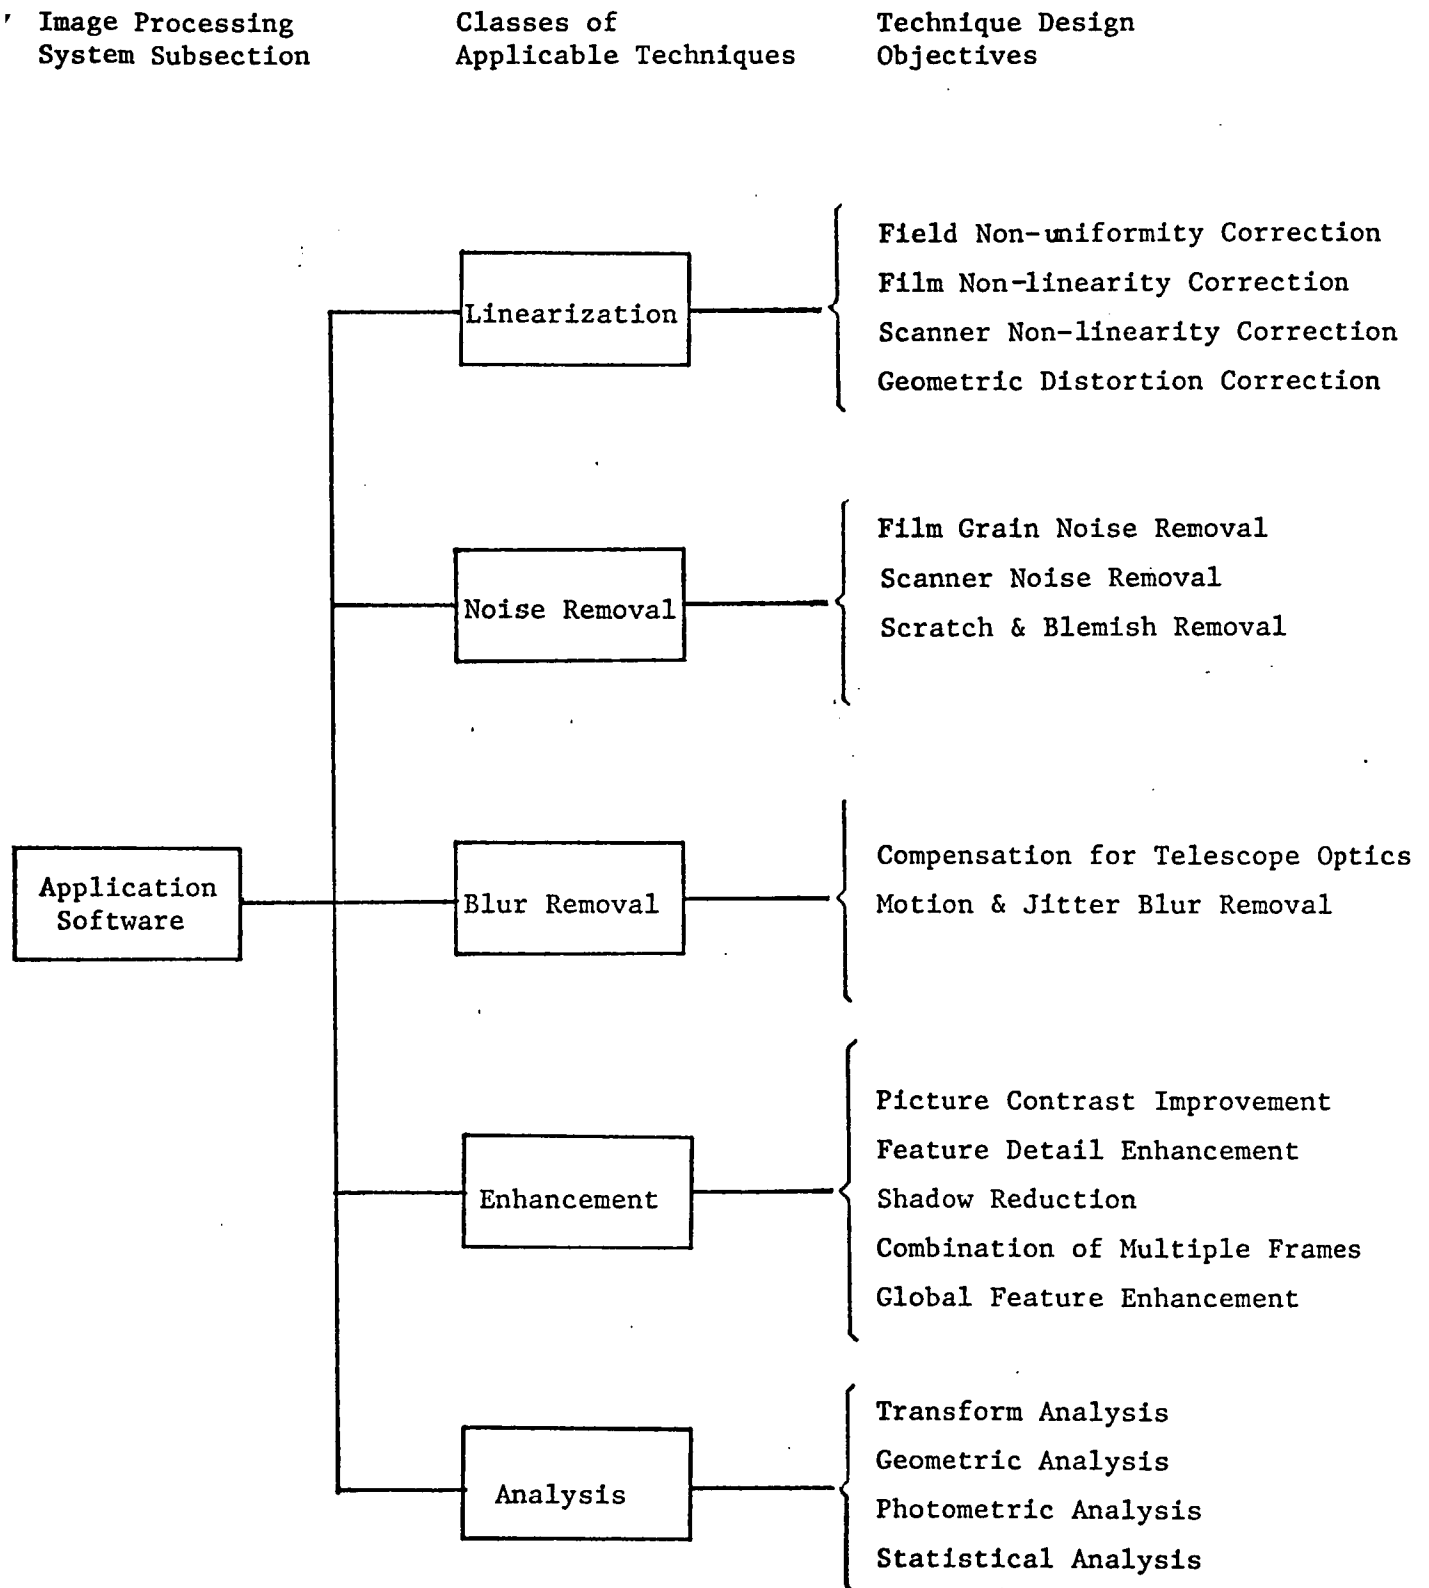 Image Processing
System Subsection
Classes of
Applicable Techniques
Technique Design
Objectives
Linearization
Field Non-uniformity Correction
Film Non-linearity Correction
Scanner Non-linearity Correction
Geometric Distortion Correction
Noise Removal
Film Grain Noise Removal
Scanner Noise Removal
Scratch & Blemish Removal
Application
Software
Blur Removal
Compensation for Telescope Optics
Motion & Jitter Blur Removal
Enhancement
Picture Contrast Improvement
Feature Detail Enhancement
Shadow Reduction
Combination of Multiple Frames
Global Feature Enhancement
Analysis
Transform Analysis
Geometric Analysis
Photometric Analysis
Statistical Analysis